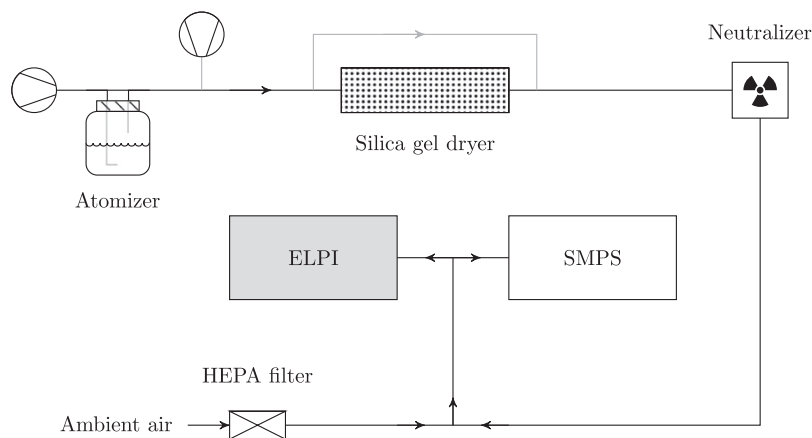 Neutralizer
Silica gel dryer
Atomizer
ELPI
SMPS
HEPA filter
Ambient air